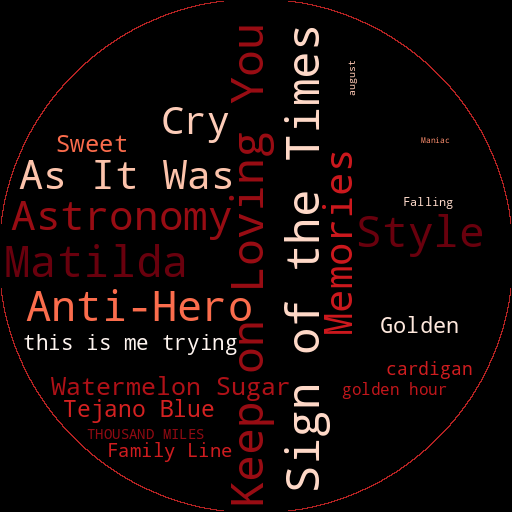 Keep on Loving You
Sign of the Times
august
Cry
Sweet
Maniac
As It Was
Memories
Falling
Astronomy
Style
Matilda
Anti-Hero
Golden
this is me trying
cardigan
Watermelon Sugar
golden hour
Tejano Blue
THOUSAND MILES
Family Line